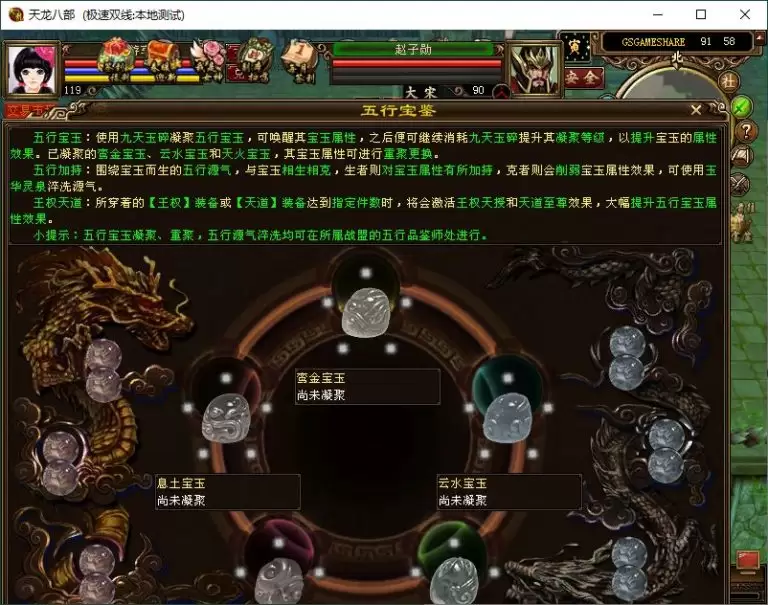 天龙八部 (极速双线:本地测试)
赵子勋
寅
GSGAMESHARE 91 58
北
安全
社
119
大宋
90
五行宝鉴
五行宝玉：使用九天玉碎凝聚五行宝玉，可唤醒其宝玉属性，之后便可继续消耗九天玉碎提升其凝聚等级，以提升宝玉的属性
效果。已凝聚的銮金宝玉、云水宝玉和天火宝玉，其宝玉属性可进行重聚更换。
五行加持：围绕宝玉而生的五行源气，与宝玉相生相克，生者则对宝玉属性有所加持，克者则会削弱宝玉属性效果，可使用玉
华灵泉淬洗源气。
王权天道：所穿着的【王权】装备或【天道】装备达到指定件数时，将会激活王权天授和天道至尊效果，大幅提升五行宝玉属
性效果。
小提示：五行宝玉凝聚、重聚，五行源气淬洗均可在所属战盟的五行品鉴师处进行。
銮金宝玉
尚未凝聚
息土宝玉
尚未凝聚
云水宝玉
尚未凝聚